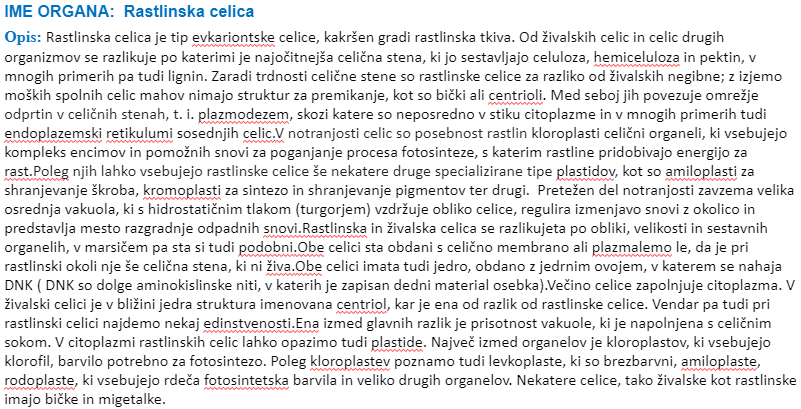 IME ORGANA:  Rastlinska celica
Opis: Rastlinska celica je tip evkariontske celice, kakršen gradi rastlinska tkiva. Od živalskih celic in celic drugih
organizmov se razlikuje po katerimi je najočitnejša celična stena, ki jo sestavljajo celuloza, hemiceluloza in pektin, v
mnogih primerih pa tudi lignin. Zaradi trdnosti celične stene so rastlinske celice za razliko od živalskih negibne; z izjemo
moških spolnih celic mahov nimajo struktur za premikanje, kot so bički ali centrioli. Med seboj jih povezuje omrežje
odprtin v celičnih stenah, t. i. plazmodezem, skozi katere so neposredno v stiku citoplazme in v mnogih primerih tudi
endoplazemski retikulumi sosednjih celic.V notranjosti celic so posebnost rastlin kloroplasti celični organeli, ki vsebujejo
kompleks encimov in pomožnih snovi za poganjanje procesa fotosinteze, s katerim rastline pridobivajo energijo za
rast.Poleg njih lahko vsebujejo rastlinske celice še nekatere druge specializirane tipe plastidov, kot so amiloplasti za
shranjevanje škroba, kromoplasti za sintezo in shranjevanje pigmentov ter drugi.  Pretežen del notranjosti zavzema velika
osrednja vakuola, ki s hidrostatičnim tlakom (turgorjem) vzdržuje obliko celice, regulira izmenjavo snovi z okolico in
predstavlja mesto razgradnje odpadnih snovi.Rastlinska in živalska celica se razlikujeta po obliki, velikosti in sestavnih
organelih, v marsičem pa sta si tudi podobni.Obe celici sta obdani s celično membrano ali plazmalemo le, da je pri
rastlinski okoli nje še celična stena, ki ni živa.Obe celici imata tudi jedro, obdano z jedrnim ovojem, v katerem se nahaja
DNK ( DNK so dolge aminokislinske niti, v katerih je zapisan dedni material osebka).Večino celice zapolnjuje citoplazma. V
živalski celici je v bližini jedra struktura imenovana centriol, kar je ena od razlik od rastlinske celice. Vendar pa tudi pri
rastlinski celici najdemo nekaj edinstvenosti.Ena izmed glavnih razlik je prisotnost vakuole, ki je napolnjena s celičnim
sokom. V citoplazmi rastlinskih celic lahko opazimo tudi plastide. Največ izmed organelov je kloroplastov, ki vsebujejo
klorofil, barvilo potrebno za fotosintezo. Poleg kloroplastev poznamo tudi levkoplaste, ki so brezbarvni, amiloplaste,
rodoplaste, ki vsebujejo rdeča fotosintetska barvila in veliko drugih organelov. Nekatere celice, tako živalske kot rastlinske
imajo bičke in migetalke.